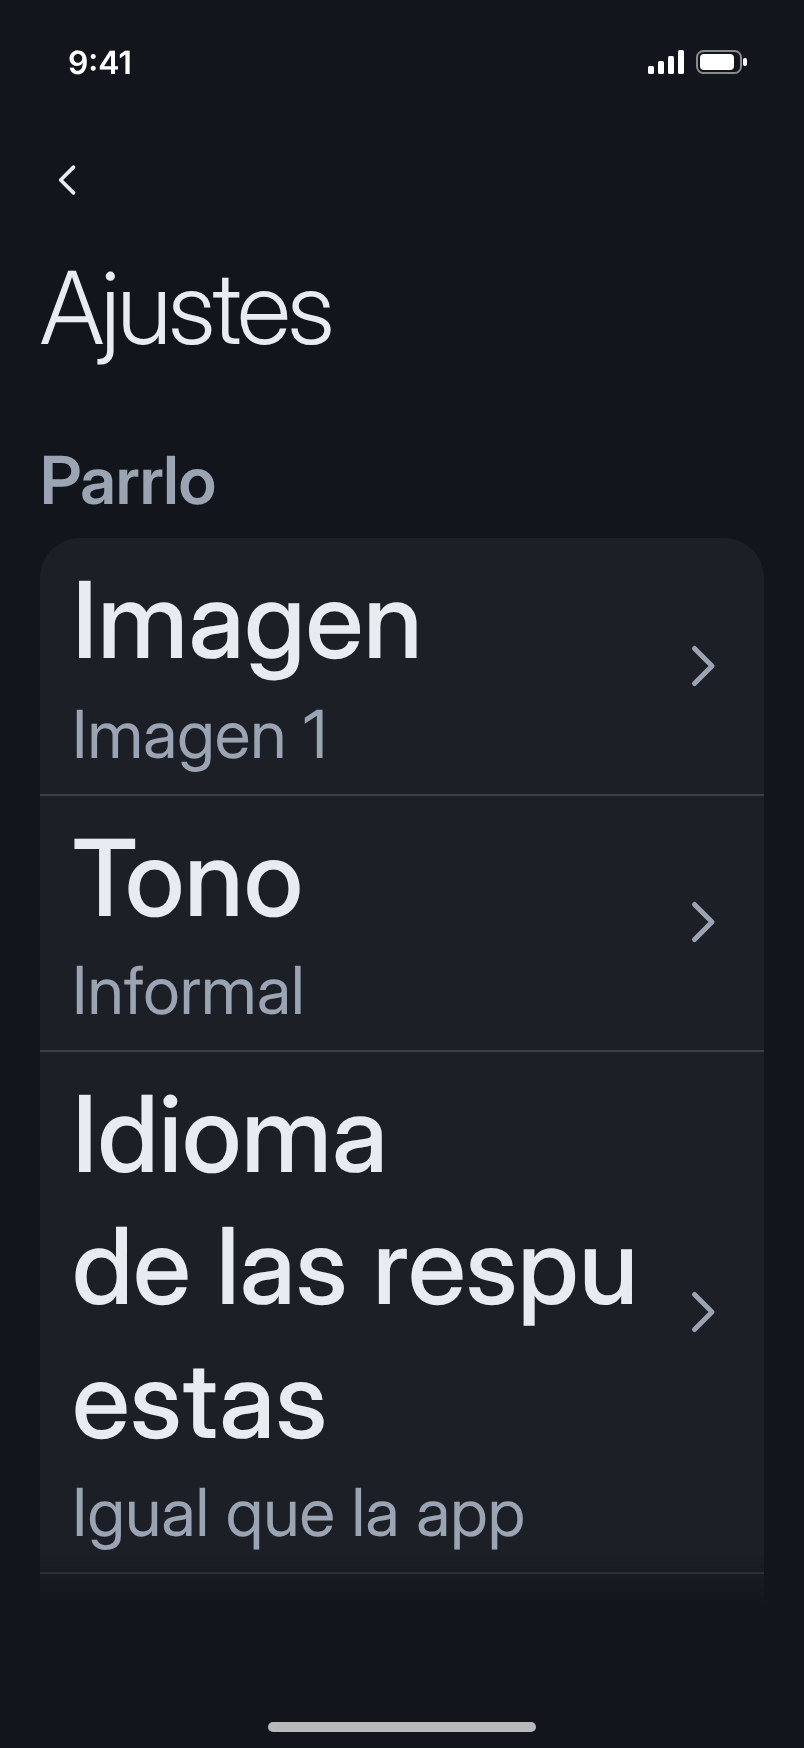 9:41
Ajustes
Parrlo
Imagen
Imagen 1
Tono
Informal
Idioma
de las respu
estas
Igual que la app